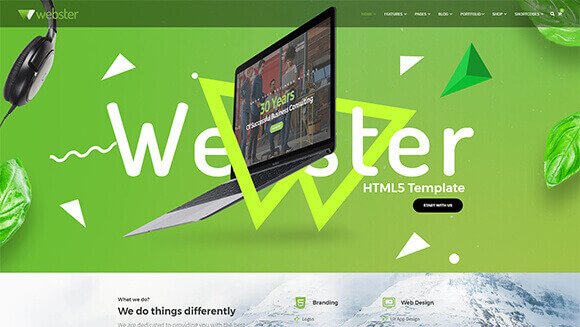 webster
HOME FEATURES PAGES BLOG PORTFOLIO SHOP SHORTCODES
Webster
30 Years
Of Successful Business Consulting
HTML5 Template
START WITH US
What we do?
We do things differently
We are dedicated to providing you with the best
Branding
Logos
Web Design
UX App Design